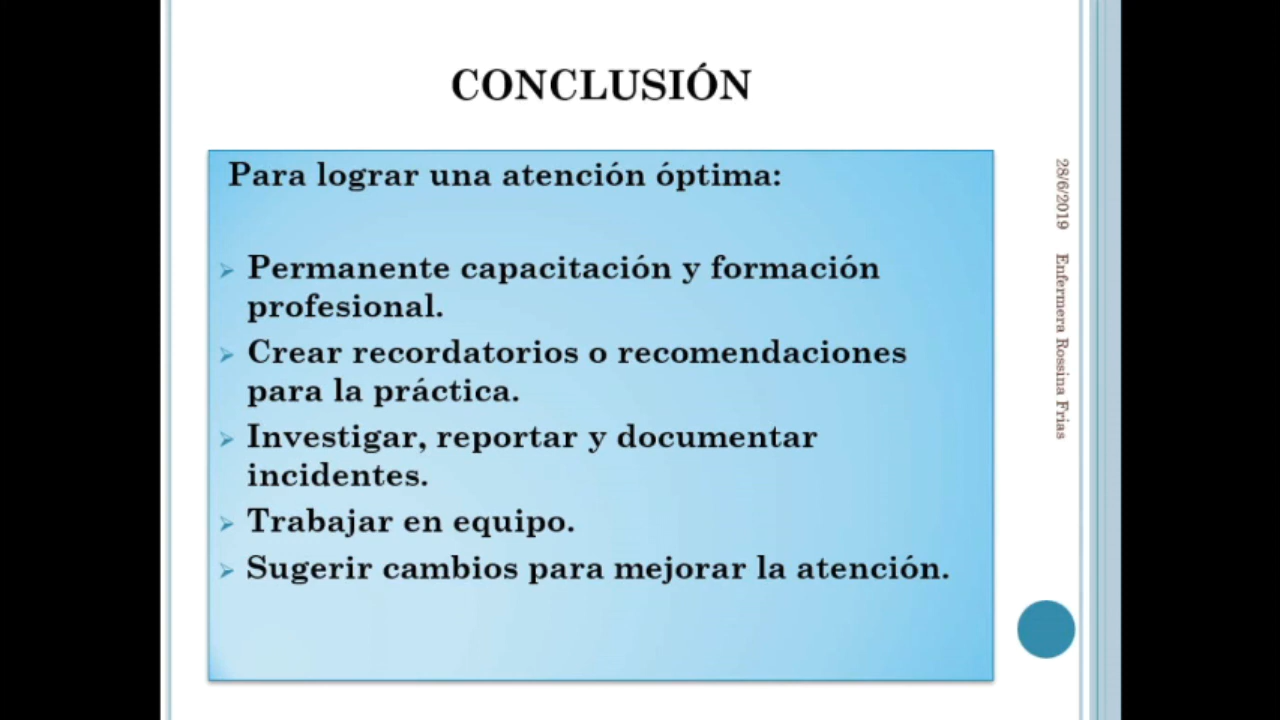 CONCLUSIÓN
Para lograr una atención óptima:
Permanente capacitación y formación
profesional.
Crear recordatorios o recomendaciones
para la práctica.
Investigar, reportar y documentar
incidentes.
Trabajar en equipo.
Sugerir cambios para mejorar la atención.
28/6/2019 Enfermera Rossina Frias